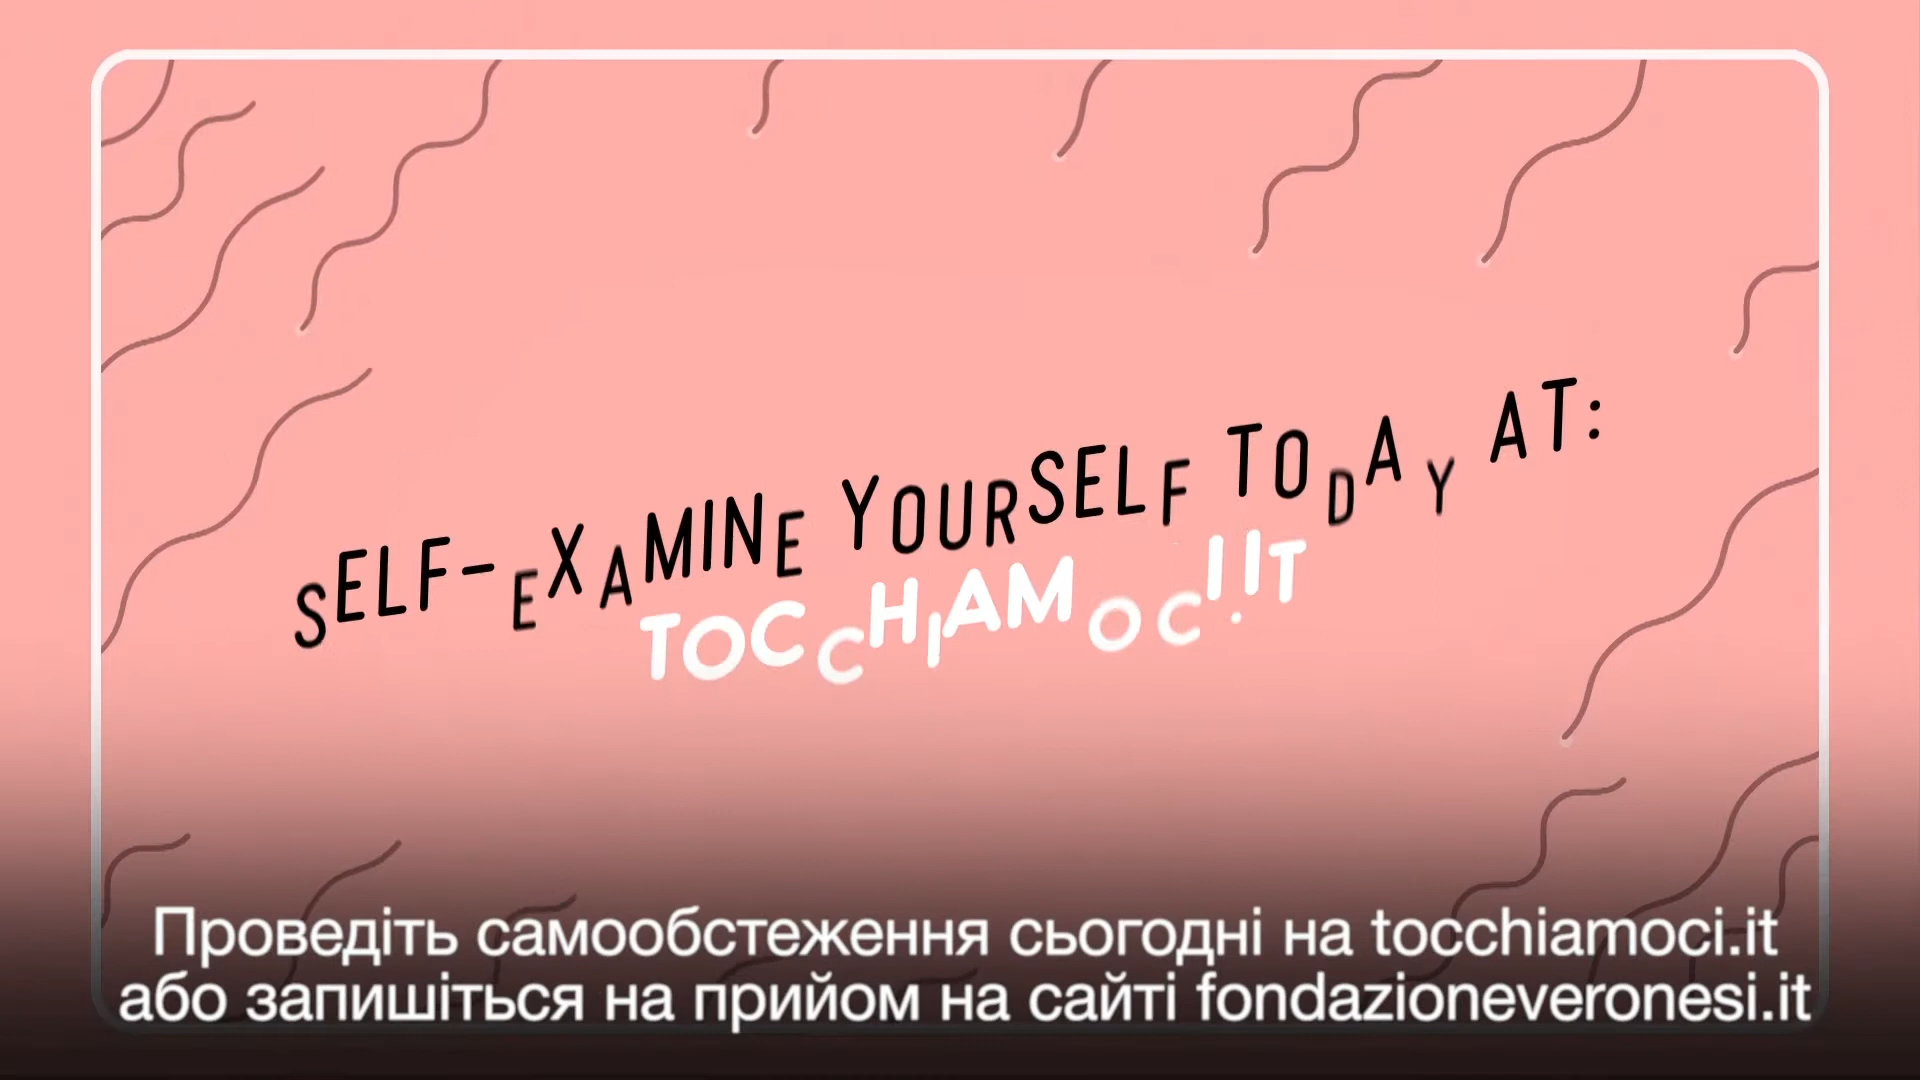 SELF-EXAMINE YOURSELF TODAY AT:
TOCCHIAMOCI.IT
Проведіть самообстеження сьогодні на tocchiamoci.it
або запишіться на прийом на сайті fondazioneveronesi.it